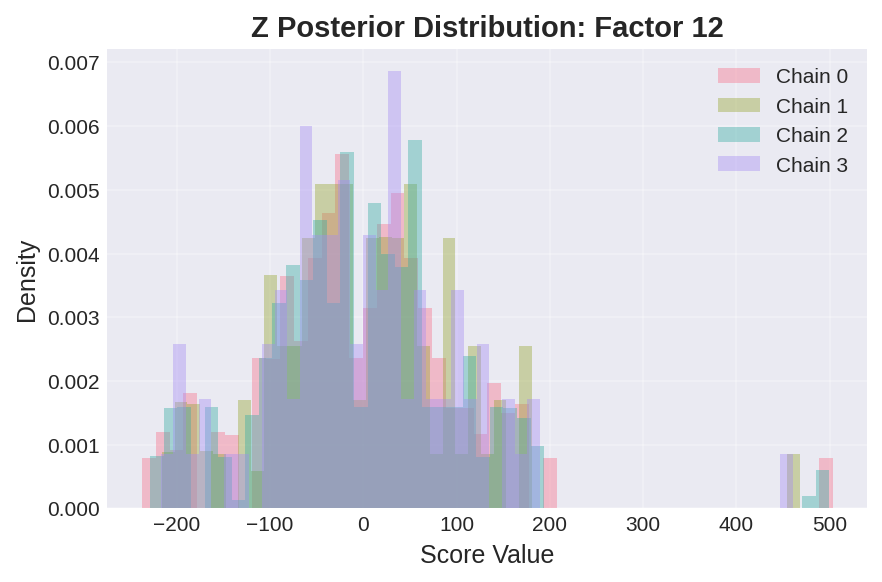 Z Posterior Distribution: Factor 12
0.007
0.006
0.005
0.004
0.003
0.002
0.001
0.000
Density
Chain 0
Chain 1
Chain 2
Chain 3
−200
−100
0
100
200
300
400
500
Score Value